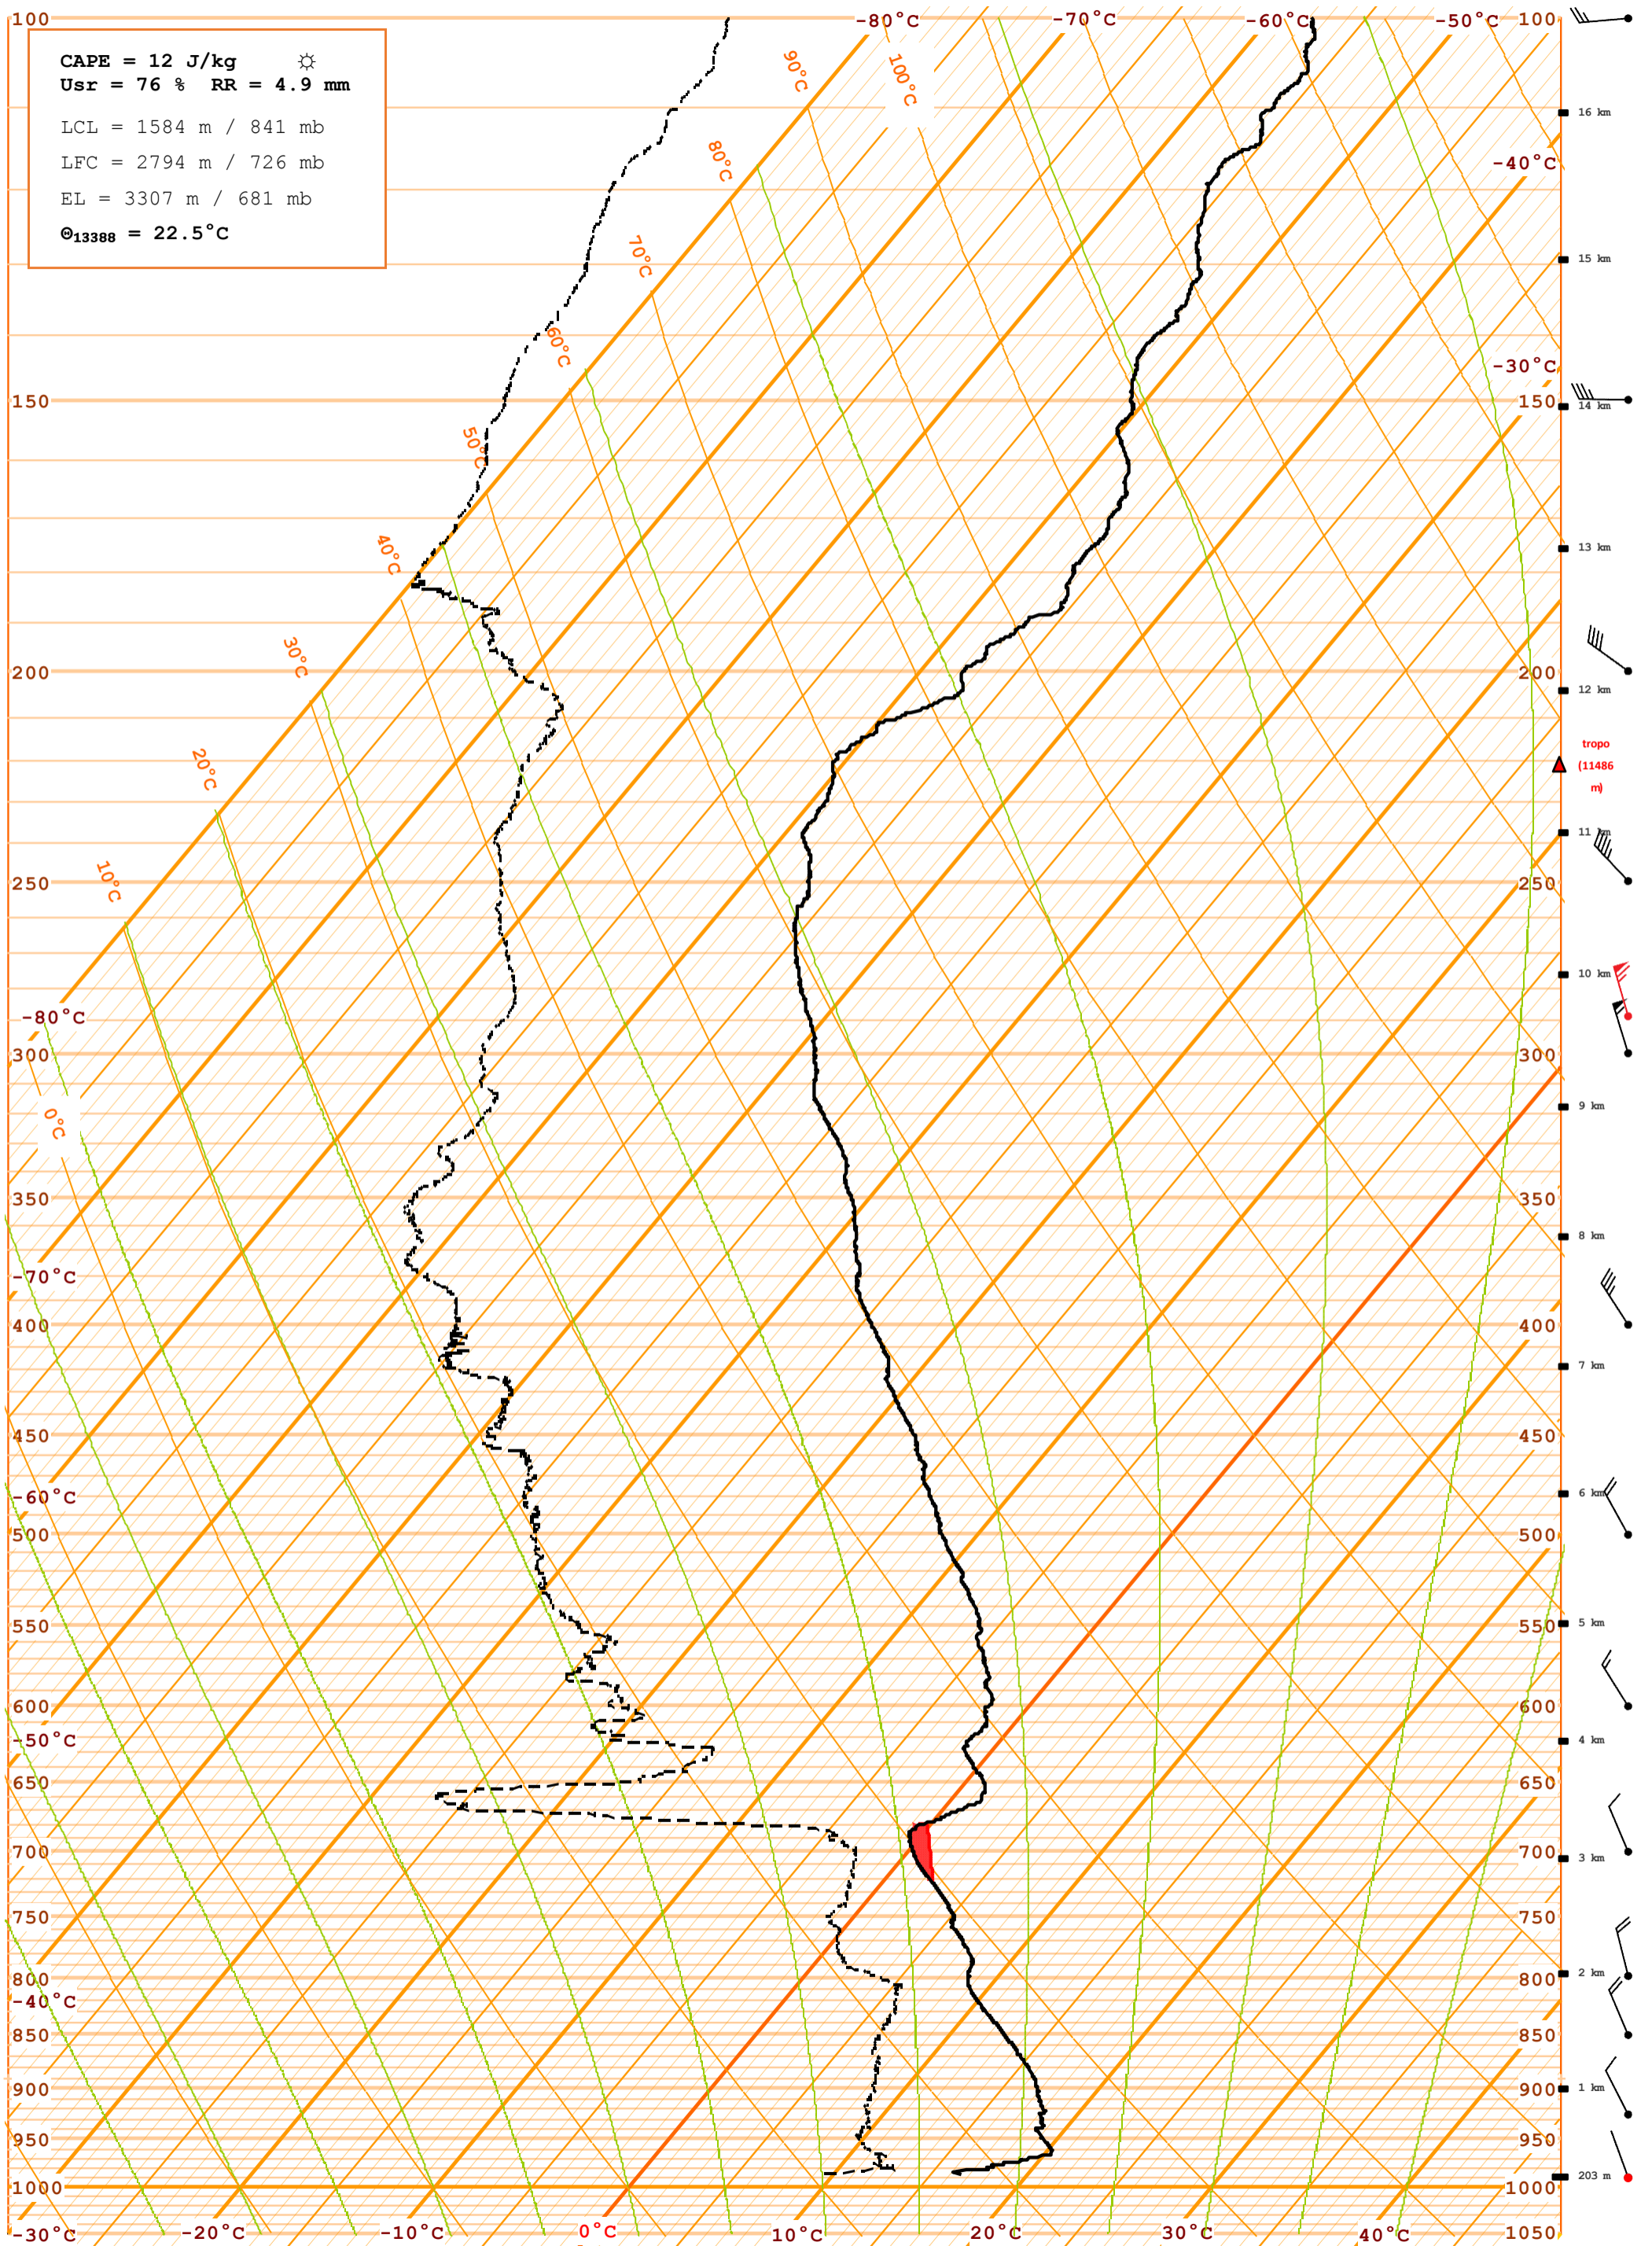 100 -80°C -70°C -60°C -50°C 100
CAPE = 12 J/kg ☼
Usr = 76 % RR = 4.9 mm
LCL = 1584 m / 841 mb
LFC = 2794 m / 726 mb
EL = 3307 m / 681 mb
Θ13388 = 22.5°C
90°C 100°C
16 km
80°C
-40°C
70°C
15 km
60°C
-30°C
150 150
14 km
50°C
40°C
13 km
30°C
200 200
12 km
20°C
tropo
(11486
m)
11 km
10°C
250 250
10 km
-80°C
300 300
9 km
0°C
350 350
8 km
-70°C
400 400
7 km
450 450
-60°C
6 km
500 500
550 550
5 km
600 600
-50°C
4 km
650 650
700 700
3 km
750 750
800 800
2 km
-40°C
850 850
900 900
1 km
950 950
203 m
1000 1000
-30°C -20°C -10°C 0°C 10°C 20°C 30°C 40°C 1050